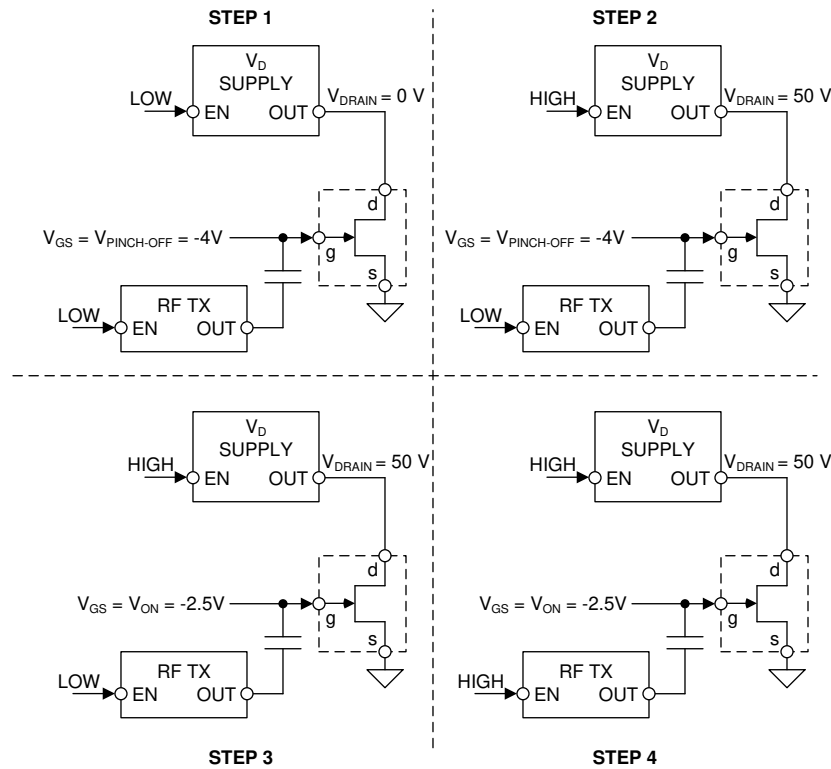 STEP 1
V_D
SUPPLY
LOW
EN
OUT
V_DRAIN = 0 V
d
V_GS = V_PINCH-OFF = -4V
g
s
RF TX
LOW
EN
OUT
STEP 2
V_D
SUPPLY
HIGH
EN
OUT
V_DRAIN = 50 V
d
V_GS = V_PINCH-OFF = -4V
g
s
RF TX
LOW
EN
OUT
V_D
SUPPLY
HIGH
EN
OUT
V_DRAIN = 50 V
d
V_GS = V_ON = -2.5V
g
s
RF TX
LOW
EN
OUT
STEP 3
V_D
SUPPLY
HIGH
EN
OUT
V_DRAIN = 50 V
d
V_GS = V_ON = -2.5V
g
s
RF TX
HIGH
EN
OUT
STEP 4